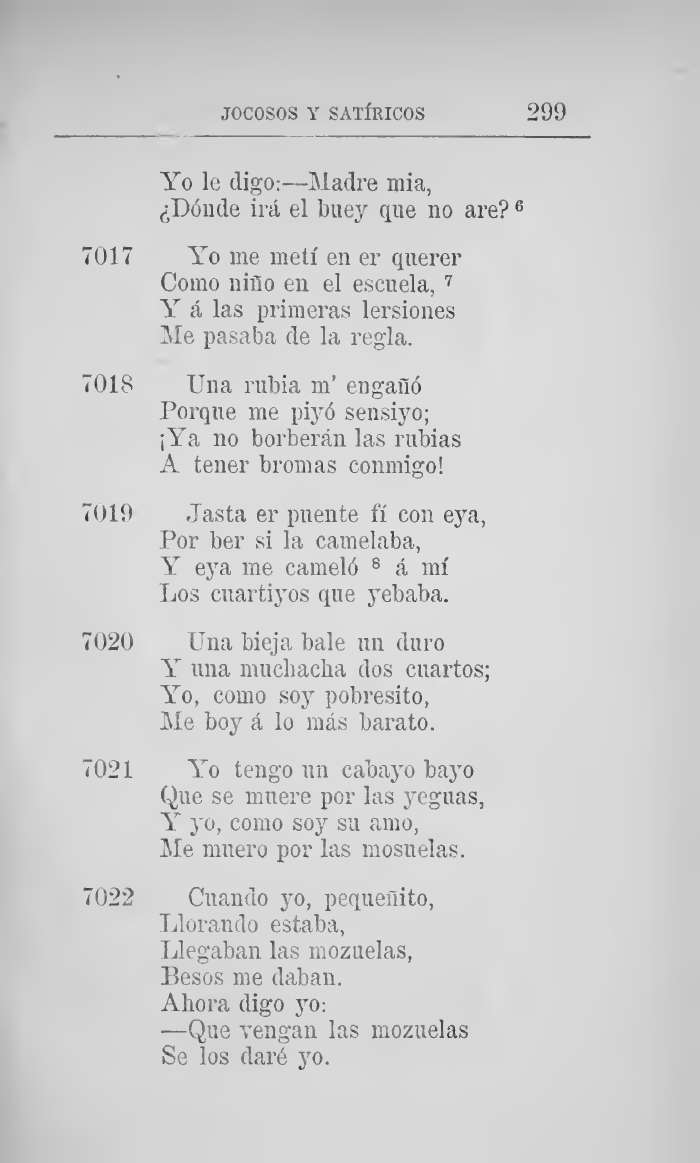 JOCOSOS Y SATÍRICOS 299
Yo le digo:—Madre mia,
¿Dónde irá el buey que no are? 6
7017 Yo me metí en er querer
Como niño en el escuela, 7
Y á las primeras lersiones
Me pasaba de la regla.
7018 Una rubia m' engañó
Porque me piyó sensiyo;
¡Ya no borberán las rubias
A tener bromas conmigo!
7019 Jasta er puente fí con eya,
Por ber si la camelaba,
Y eya me cameló 8 á mí
Los cuartiyos que yebaba.
7020 Una bieja bale un duro
Y una muchacha dos cuartos;
Yo, como soy pobresito,
Me boy á lo más barato.
7021 Yo tengo un cabayo bayo
Que se muere por las yeguas,
Y yo, como soy su amo,
Me muero por las mosuelas.
7022 Cuando yo, pequeñito,
Llorando estaba,
Llegaban las mozuelas,
Besos me daban.
Ahora digo yo:
—Que vengan las mozuelas
Se los daré yo.